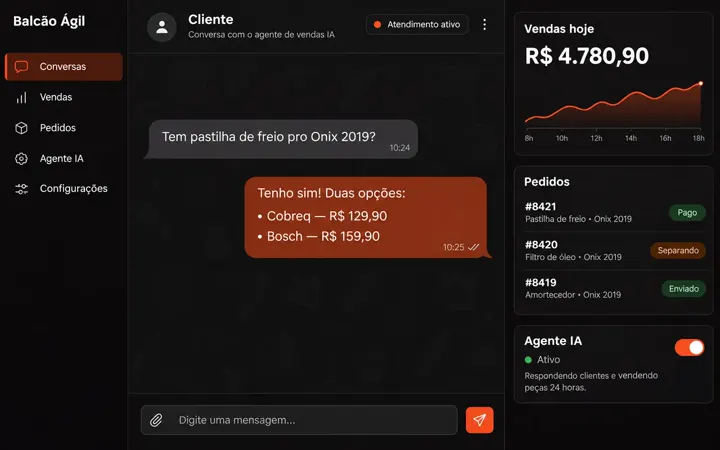 Balcão Ágil
Conversas
Vendas
Pedidos
Agente IA
Configurações
Cliente
Conversa com o agente de vendas IA
Atendimento ativo
Tem pastilha de freio pro Onix 2019?
10:24
Tenho sim! Duas opções:
• Cobreq — R$ 129,90
• Bosch — R$ 159,90
10:25
Digite uma mensagem...
Vendas hoje
R$ 4.780,90
8h 10h 12h 14h 16h 18h
Pedidos
#8421
Pastilha de freio • Onix 2019
Pago
#8420
Filtro de óleo • Onix 2019
Separando
#8419
Amortecedor • Onix 2019
Enviado
Agente IA
Ativo
Respondendo clientes e vendendo
peças 24 horas.